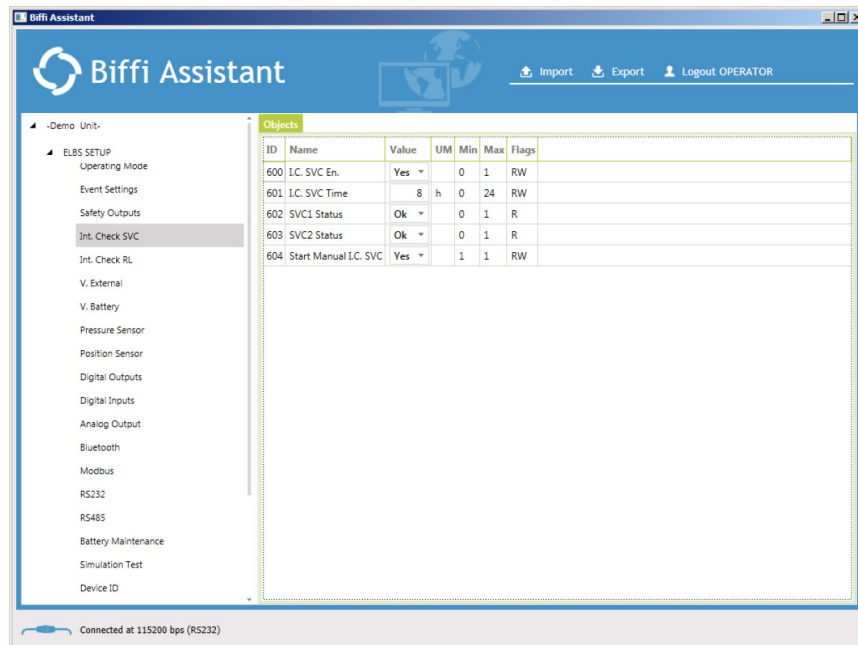 Biffi Assistant
Biffi Assistant
Import Export Logout OPERATOR
-Demo Unit-
ELBS SETUP
Operating Mode
Event Settings
Safety Outputs
Int. Check SVC
Int. Check RL
V. External
V. Battery
Pressure Sensor
Position Sensor
Digital Outputs
Digital Inputs
Analog Output
Bluetooth
Modbus
RS232
RS485
Battery Maintenance
Simulation Test
Device ID
Objects
ID Name Value UM Min Max Flags
600 I.C. SVC En. Yes 0 1 RW
601 I.C. SVC Time 8 h 0 24 RW
602 SVC1 Status Ok 0 1 R
603 SVC2 Status Ok 0 1 R
604 Start Manual I.C. SVC Yes 1 1 RW
Connected at 115200 bps (RS232)